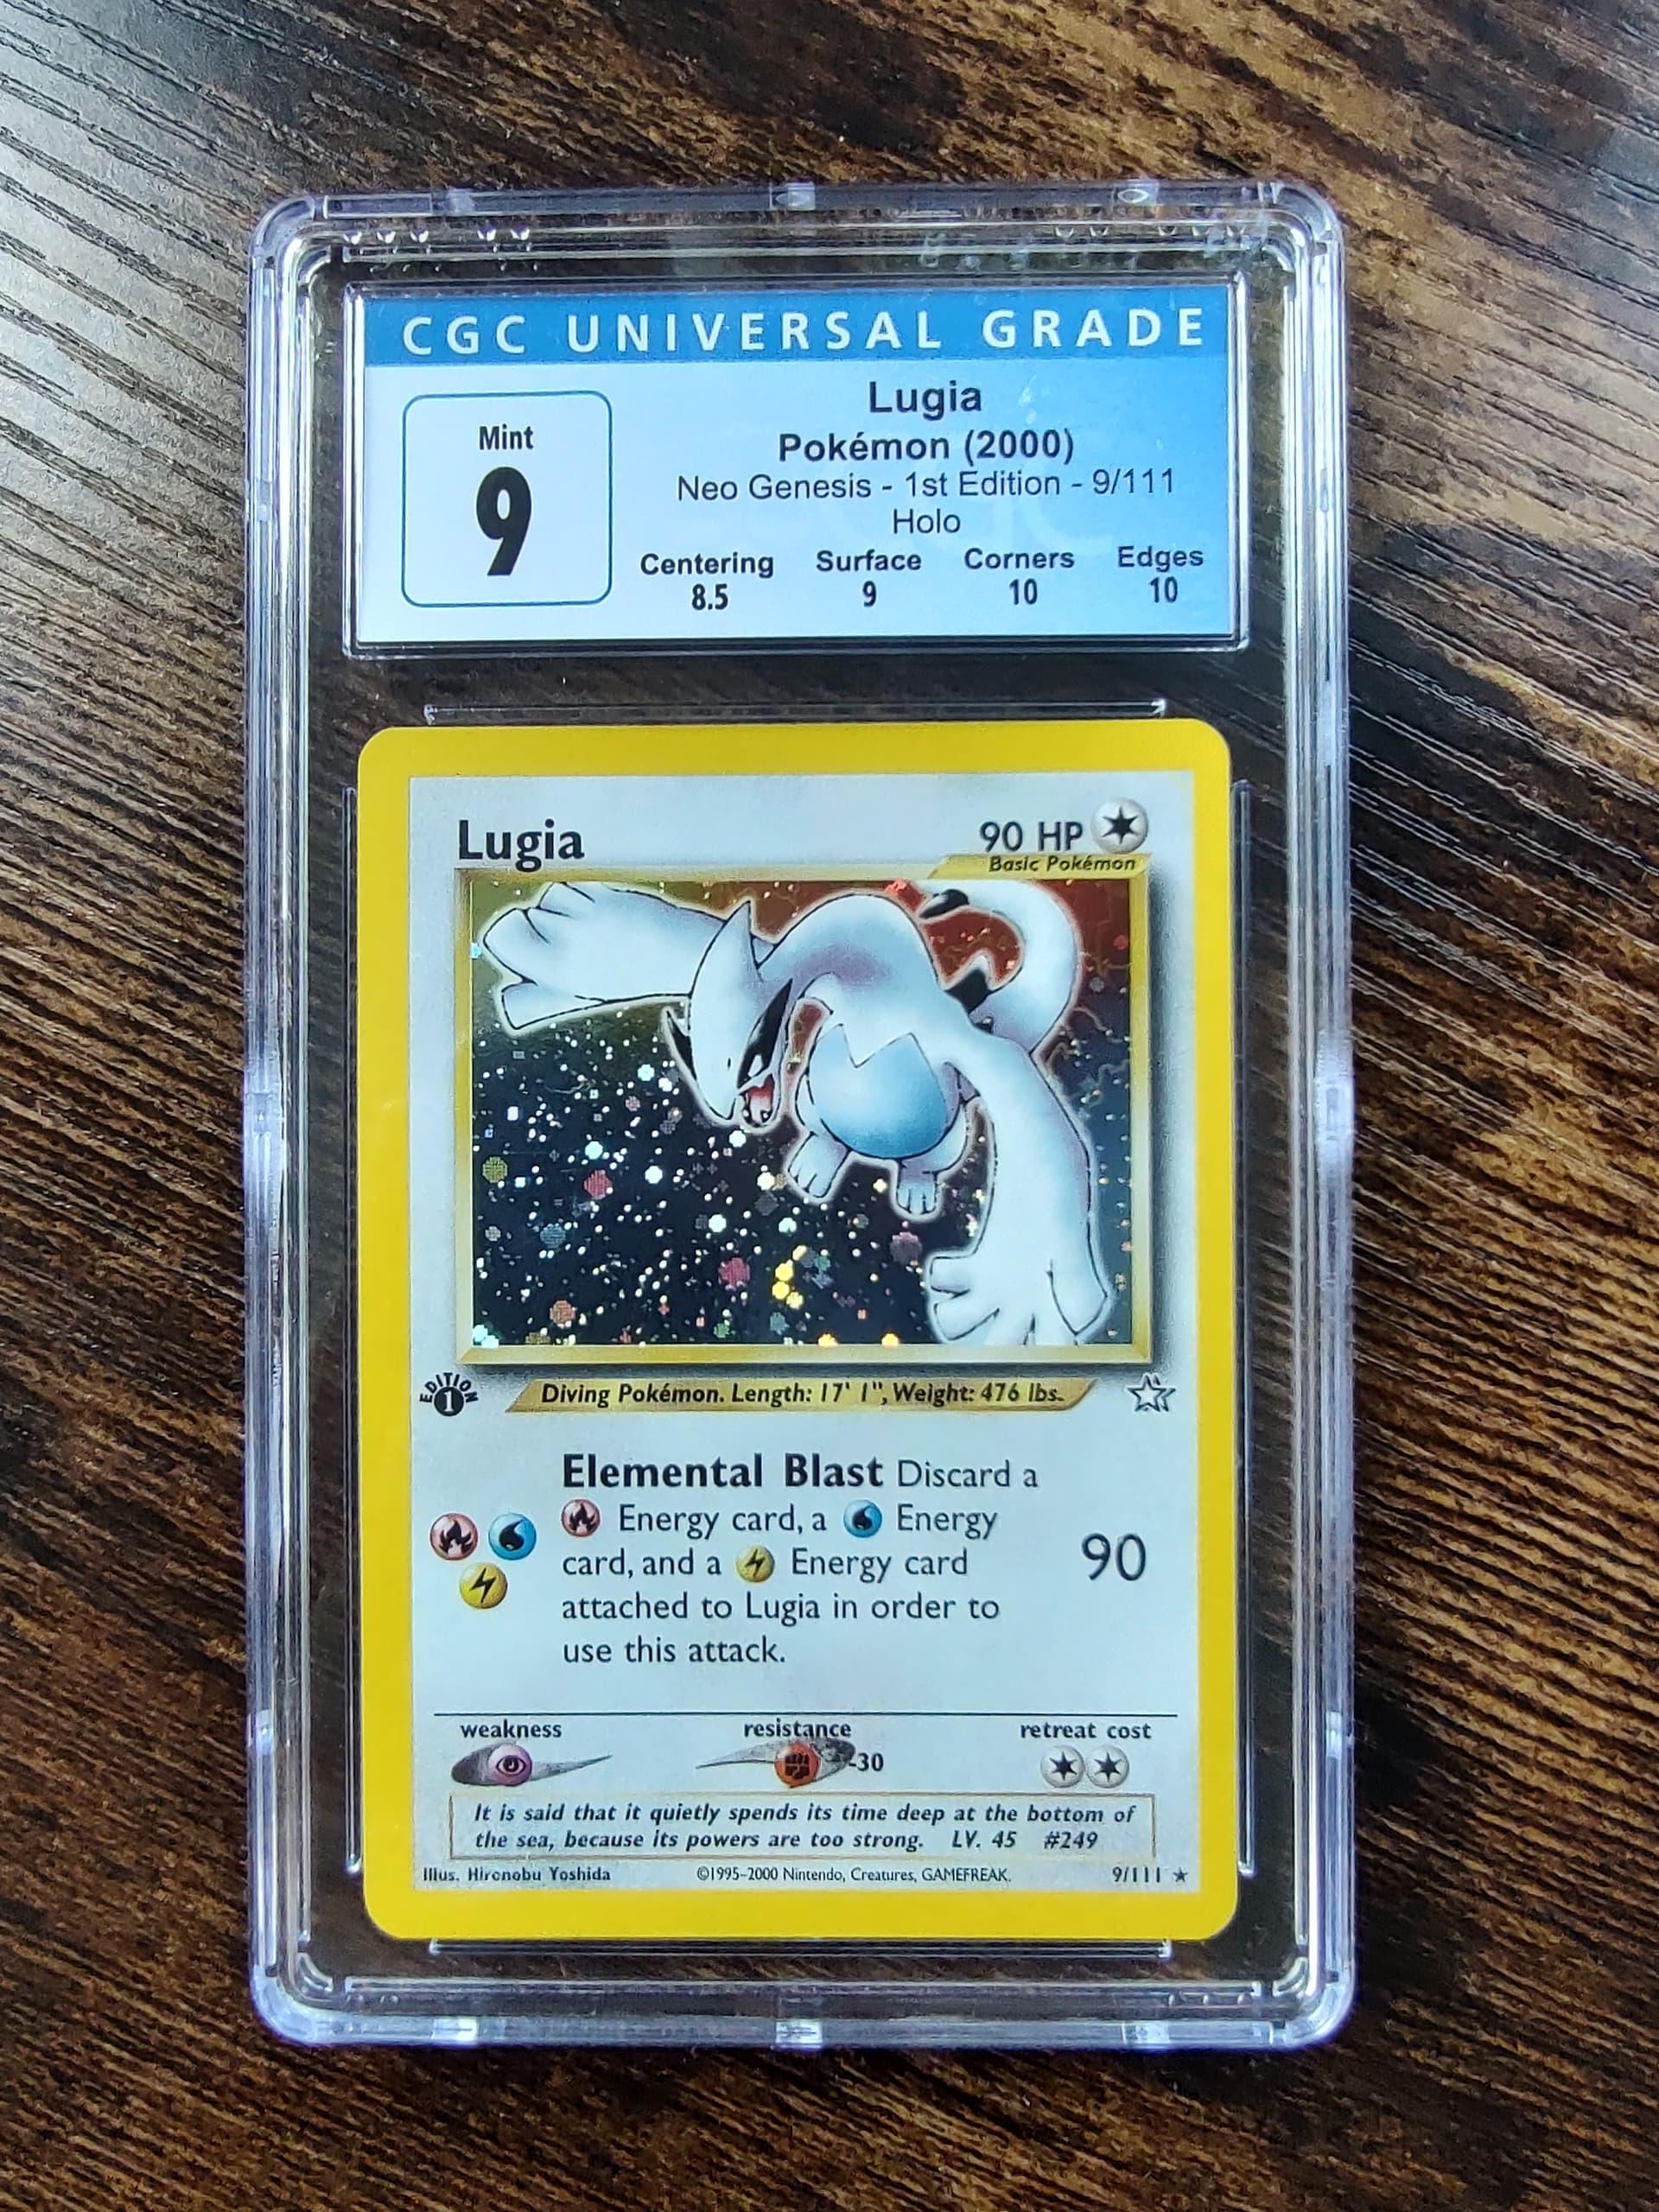 CGC UNIVERSAL GRADE
Mint
9
Lugia
Pokémon (2000)
Neo Genesis - 1st Edition - 9/111
Holo
Centering Surface Corners Edges
8.5 9 10 10
Lugia 90 HP
Basic Pokémon
EDITION
1
Diving Pokémon. Length: 17' 1", Weight: 476 lbs.
Elemental Blast Discard a
Energy card, a Energy
card, and a Energy card
attached to Lugia in order to
use this attack.
90
weakness resistance retreat cost
-30
It is said that it quietly spends its time deep at the bottom of
the sea, because its powers are too strong. LV. 45 #249
Illus. Hironobu Yoshida ©1995-2000 Nintendo, Creatures, GAMEFREAK. 9/111 ★